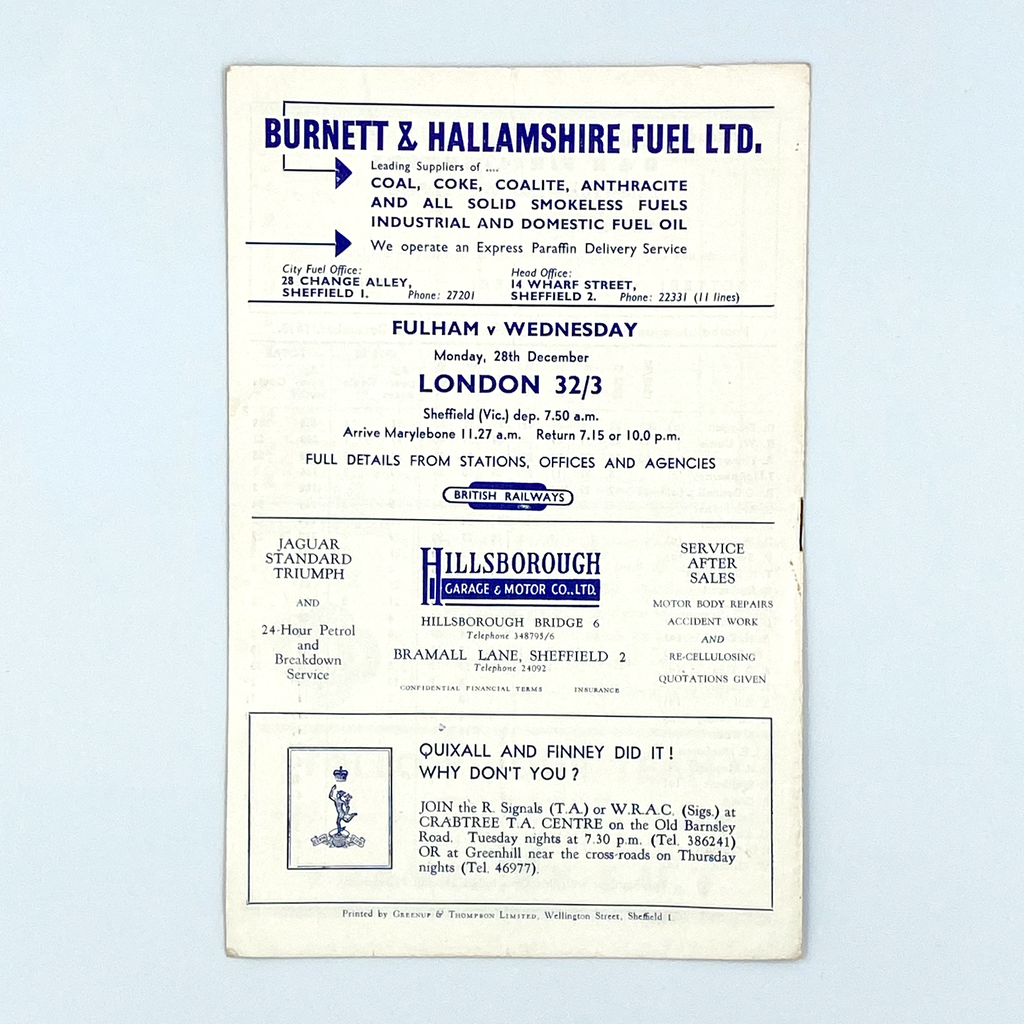 BURNETT & HALLAMSHIRE FUEL LTD.
Leading Suppliers of ....
COAL, COKE, COALITE, ANTHRACITE
AND ALL SOLID SMOKELESS FUELS
INDUSTRIAL AND DOMESTIC FUEL OIL
We operate an Express Paraffin Delivery Service
City Fuel Office:
28 CHANGE ALLEY,
SHEFFIELD 1. Phone: 27201
Head Office:
14 WHARF STREET,
SHEFFIELD 2. Phone: 22331 (11 lines)
FULHAM v WEDNESDAY
Monday, 28th December
LONDON 32/3
Sheffield (Vic.) dep. 7.50 a.m.
Arrive Marylebone 11.27 a.m. Return 7.15 or 10.0 p.m.
FULL DETAILS FROM STATIONS, OFFICES AND AGENCIES
BRITISH RAILWAYS
JAGUAR
STANDARD
TRIUMPH
AND
24-Hour Petrol
and
Breakdown
Service
HILLSBOROUGH
GARAGE & MOTOR CO., LTD.
HILLSBOROUGH BRIDGE 6
Telephone 348795/6
BRAMALL LANE, SHEFFIELD 2
Telephone 24092
CONFIDENTIAL FINANCIAL TERMS INSURANCE
SERVICE
AFTER
SALES
MOTOR BODY REPAIRS
ACCIDENT WORK
AND
RE-CELLULOSING
QUOTATIONS GIVEN
QUIXALL AND FINNEY DID IT!
WHY DON'T YOU?
JOIN the R. Signals (T.A.) or W.R.A.C. (Sigs.) at
CRABTREE T.A. CENTRE on the Old Barnsley
Road. Tuesday nights at 7.30 p.m. (Tel. 386241)
OR at Greenhill near the cross-roads on Thursday
nights (Tel. 46977).
Printed by GREENUP & THOMPSON LIMITED, Wellington Street, Sheffield 1.